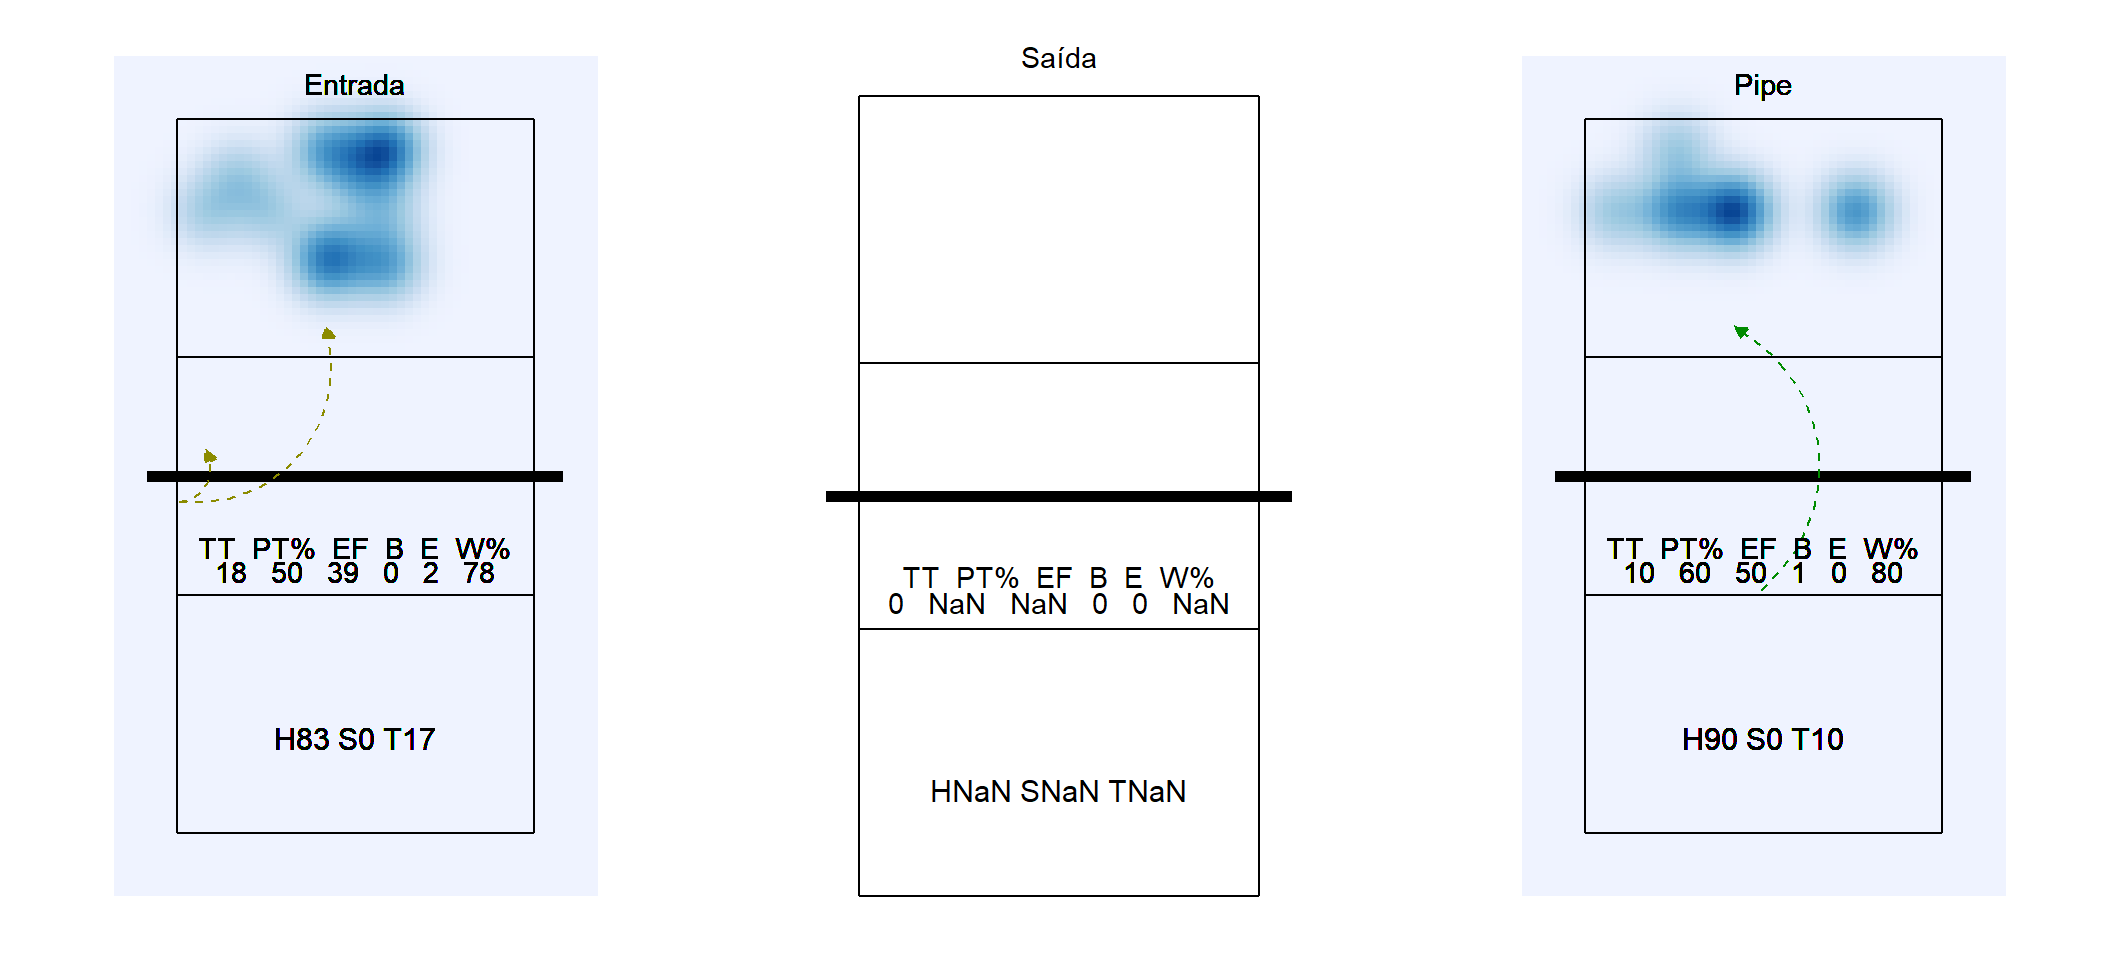 Entrada
TT PT% EF B E W%
18 50 39 0 2 78
H83 S0 T17
Saída
TT PT% EF B E W%
0 NaN NaN 0 0 NaN
HNaN SNaN TNaN
Pipe
TT PT% EF B E W%
10 60 50 1 0 80
H90 S0 T10